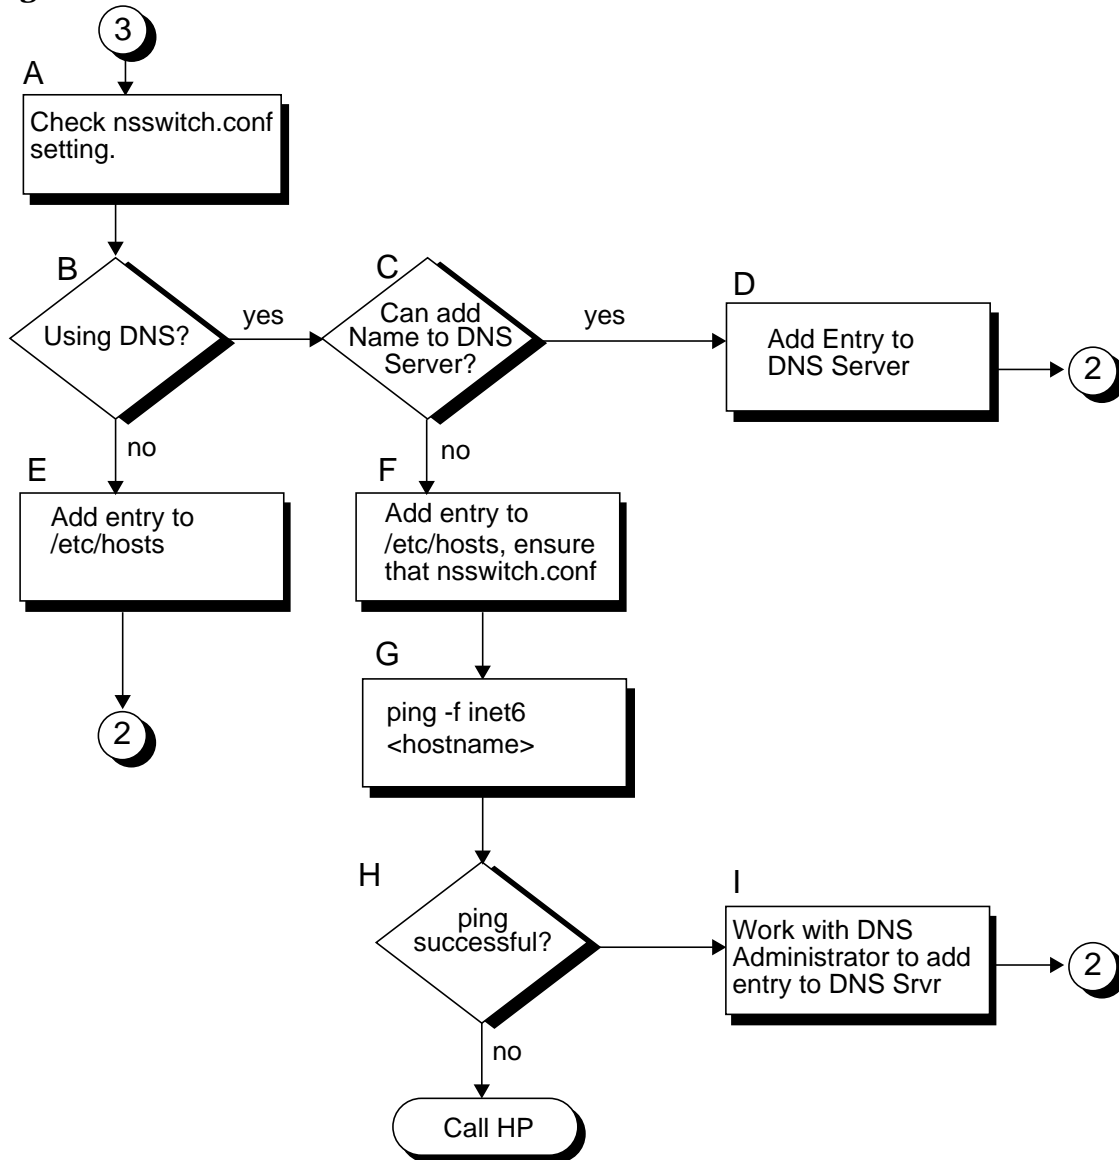 3
A
Check nsswitch.conf
setting.
B
Using DNS?
yes
C
Can add
Name to DNS
Server?
yes
D
Add Entry to
DNS Server
2
no
E
Add entry to
/etc/hosts
2
no
F
Add entry to
/etc/hosts, ensure
that nsswitch.conf
G
ping -f inet6
<hostname>
H
ping
successful?
I
Work with DNS
Administrator to add
entry to DNS Srvr
2
no
Call HP